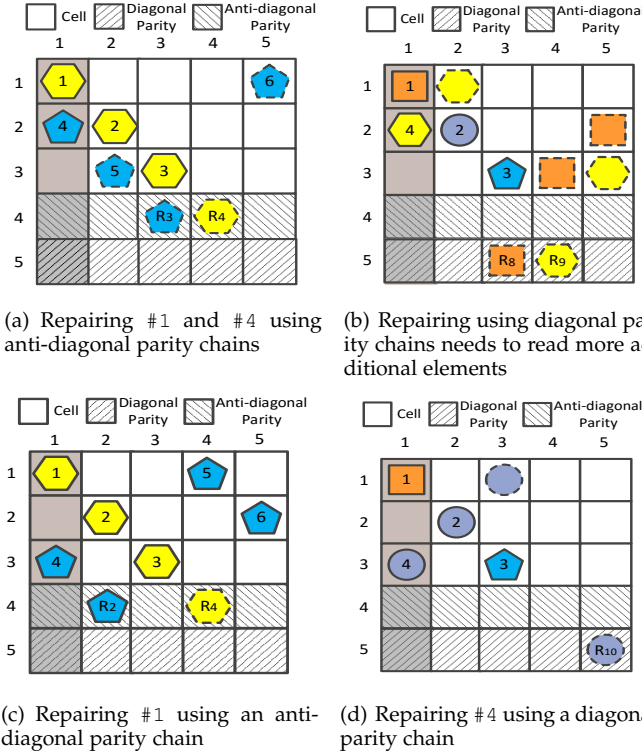 Cell Diagonal Parity Anti-diagonal Parity
1 2 3 4 5
1 1 6
2 4 2
3 5 3
4 R3 R4
5
(a) Repairing #1 and #4 using
anti-diagonal parity chains
Cell Diagonal Parity Anti-diagonal Parity
1 2 3 4 5
1 1
2 4 2
3 3
4
5 R8 R9
(b) Repairing using diagonal par-
ity chains needs to read more ad-
ditional elements
Cell Diagonal Parity Anti-diagonal Parity
1 2 3 4 5
1 1 5
2 2 6
3 4 3
4 R2 R4
5
(c) Repairing #1 using an anti-
diagonal parity chain
Cell Diagonal Parity Anti-diagonal Parity
1 2 3 4 5
1 1
2 2
3 4 3
4
5 R10
(d) Repairing #4 using a diagonal
parity chain